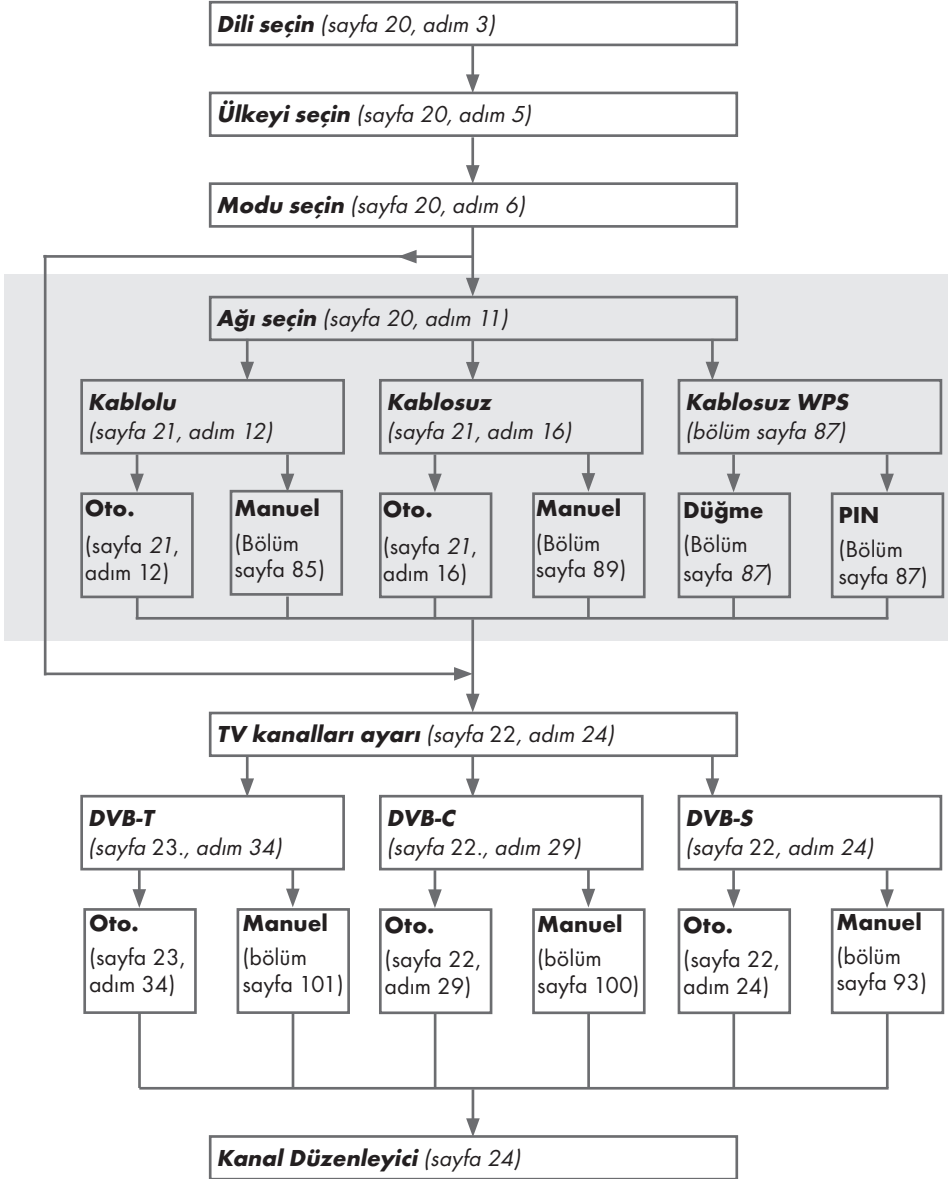 Dili seçin (sayfa 20, adım 3)
Ülkeyi seçin (sayfa 20, adım 5)
Modu seçin (sayfa 20, adım 6)
Ağı seçin (sayfa 20, adım 11)
Kablolu
(sayfa 21, adım 12)
Kablosuz
(sayfa 21, adım 16)
Kablosuz WPS
(bölüm sayfa 87)
Oto.
(sayfa 21,
adım 12)
Manuel
(Bölüm
sayfa 85)
Oto.
(sayfa 21,
adım 16)
Manuel
(Bölüm
sayfa 89)
Düğme
(Bölüm
sayfa 87)
PIN
(Bölüm
sayfa 87)
TV kanalları ayarı (sayfa 22, adım 24)
DVB-T
(sayfa 23., adım 34)
DVB-C
(sayfa 22., adım 29)
DVB-S
(sayfa 22, adım 24)
Oto.
(sayfa 23,
adım 34)
Manuel
(bölüm
sayfa 101)
Oto.
(sayfa 22,
adım 29)
Manuel
(bölüm
sayfa 100)
Oto.
(sayfa 22,
adım 24)
Manuel
(bölüm
sayfa 93)
Kanal Düzenleyici (sayfa 24)